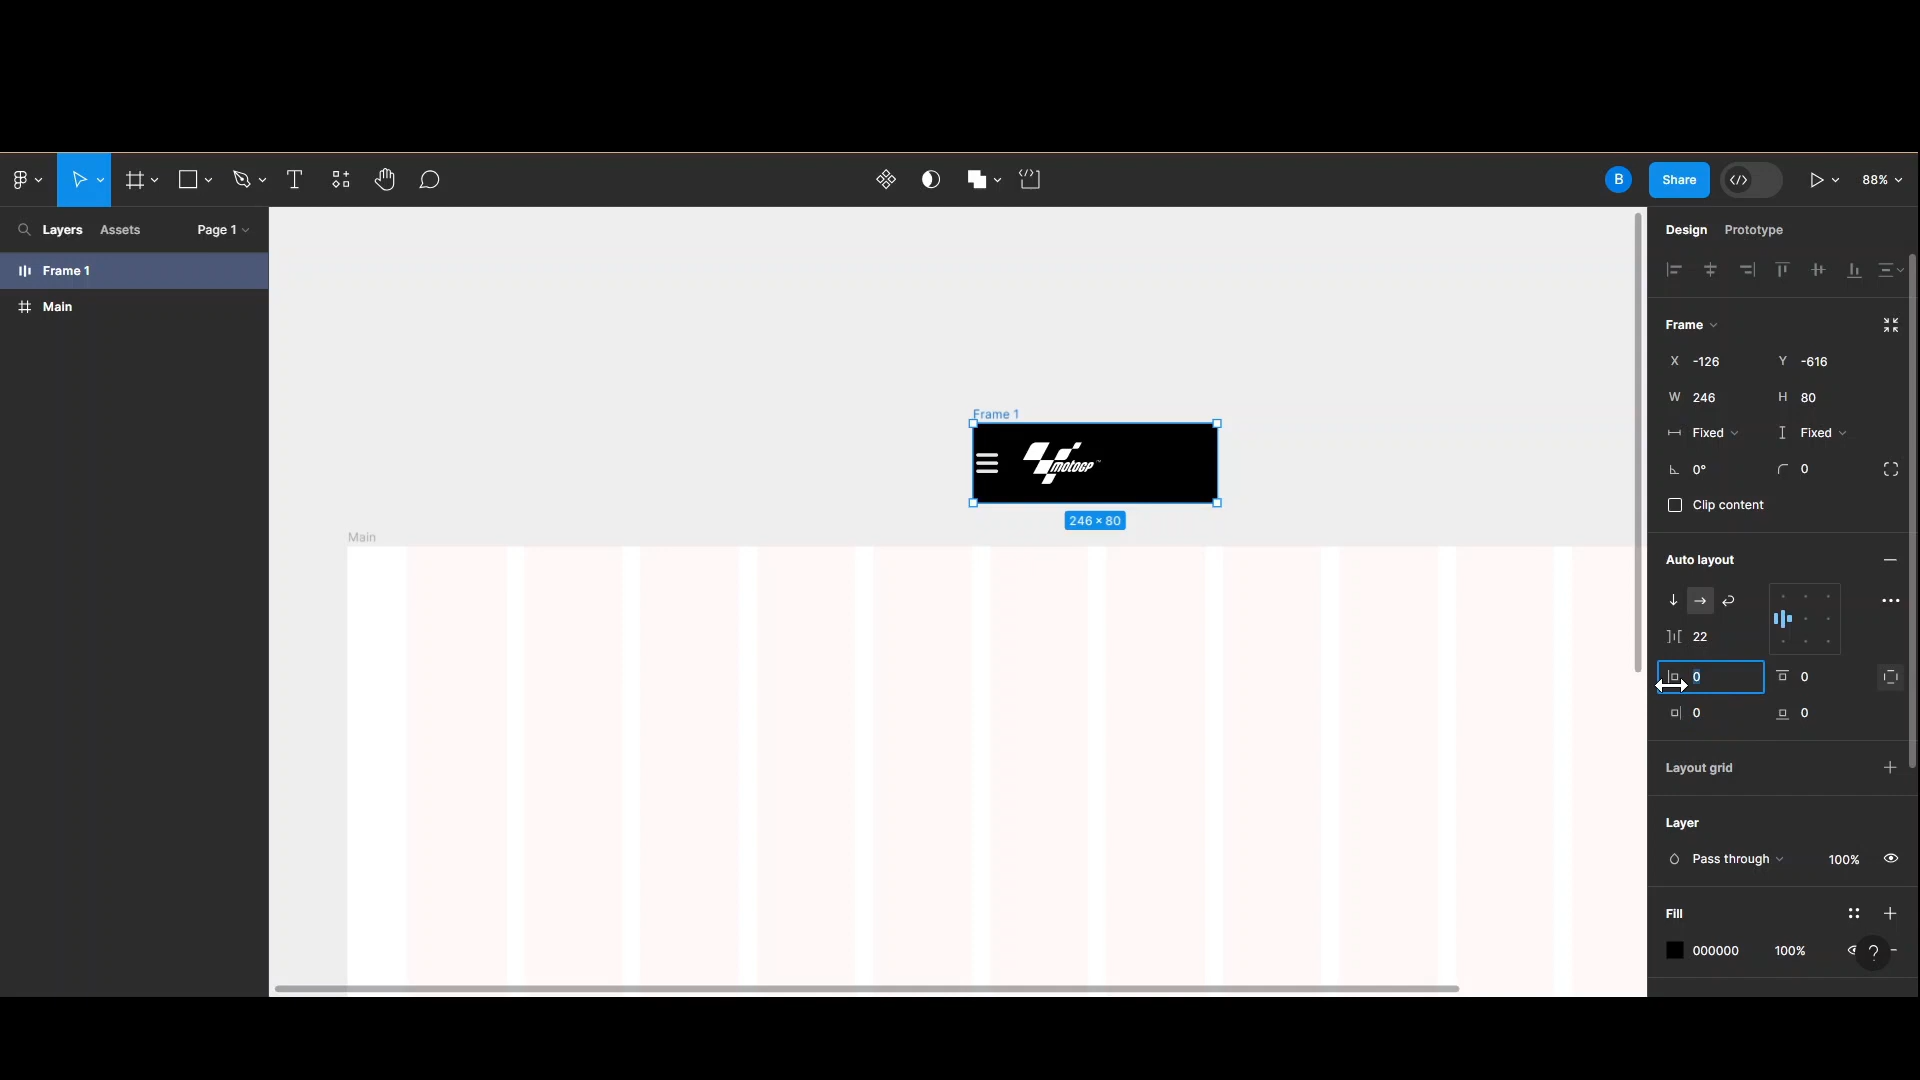 B
Share
88%
Layers
Assets
Page 1
Design
Prototype
Frame 1
Main
Frame
X -126
Y -616
W 246
H 80
Fixed
Fixed
0°
0
Clip content
Frame 1
motoGP™
246 × 80
Main
Auto layout
22
0
0
0
0
Layout grid
Layer
Pass through
100%
Fill
000000
100%
?